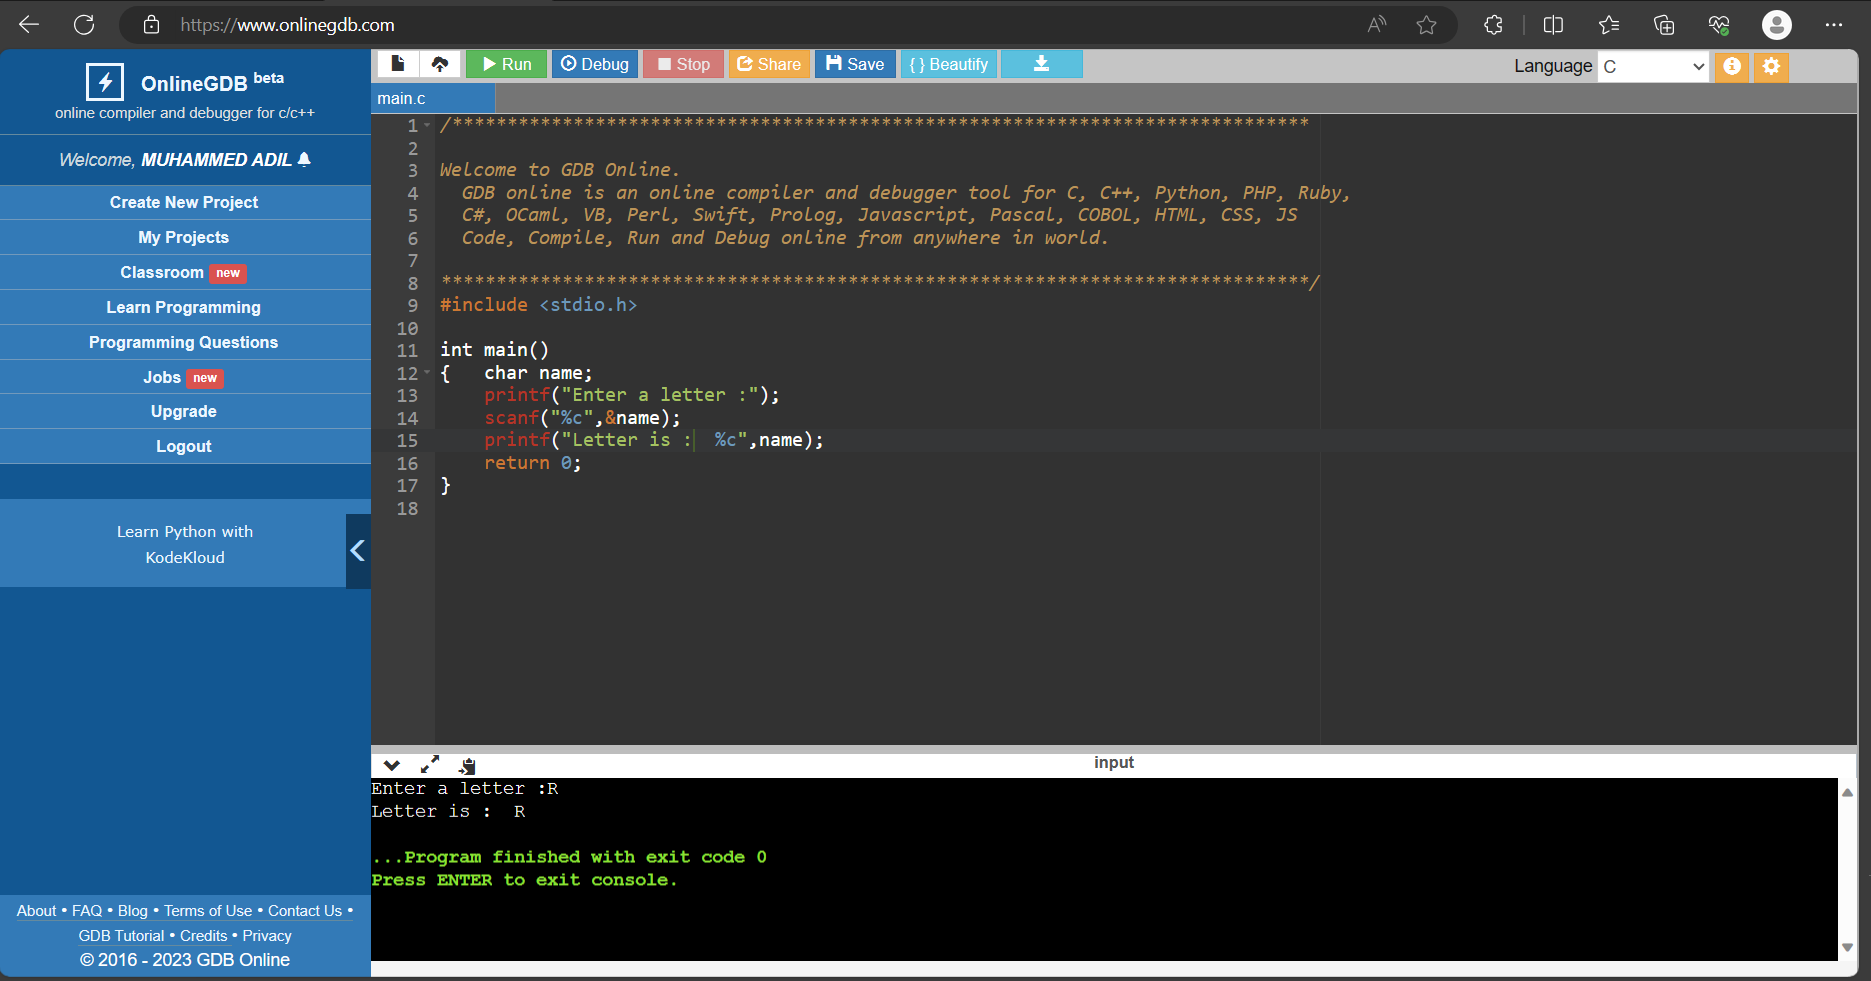 https://www.onlinegdb.com
OnlineGDB beta
online compiler and debugger for c/c++
Welcome, MUHAMMED ADIL
Create New Project
My Projects
Classroom new
Learn Programming
Programming Questions
Jobs new
Upgrade
Logout
Learn Python with
KodeKloud
About • FAQ • Blog • Terms of Use • Contact Us •
GDB Tutorial • Credits • Privacy
© 2016 - 2023 GDB Online
Run Debug Stop Share Save { } Beautify
Language C
main.c
1 /******************************************************************************
2
3 Welcome to GDB Online.
4   GDB online is an online compiler and debugger tool for C, C++, Python, PHP, Ruby,
5   C#, OCaml, VB, Perl, Swift, Prolog, Javascript, Pascal, COBOL, HTML, CSS, JS
6   Code, Compile, Run and Debug online from anywhere in world.
7
8 *******************************************************************************/
9 #include <stdio.h>
10
11 int main()
12 {   char name;
13     printf("Enter a letter :");
14     scanf("%c",&name);
15     printf("Letter is :  %c",name);
16     return 0;
17 }
18
input
Enter a letter :R
Letter is :  R
...Program finished with exit code 0
Press ENTER to exit console.